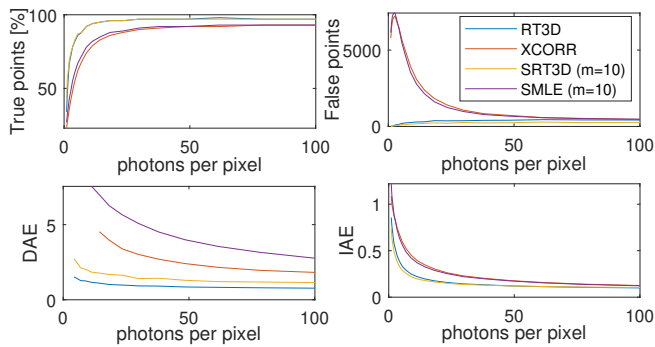 True points [%]
100
50
0
50
100
photons per pixel
False points
5000
0
0
50
100
photons per pixel
RT3D
XCORR
SRT3D (m=10)
SMLE (m=10)
DAE
5
0
0
50
100
photons per pixel
IAE
1
0.5
0
0
50
100
photons per pixel